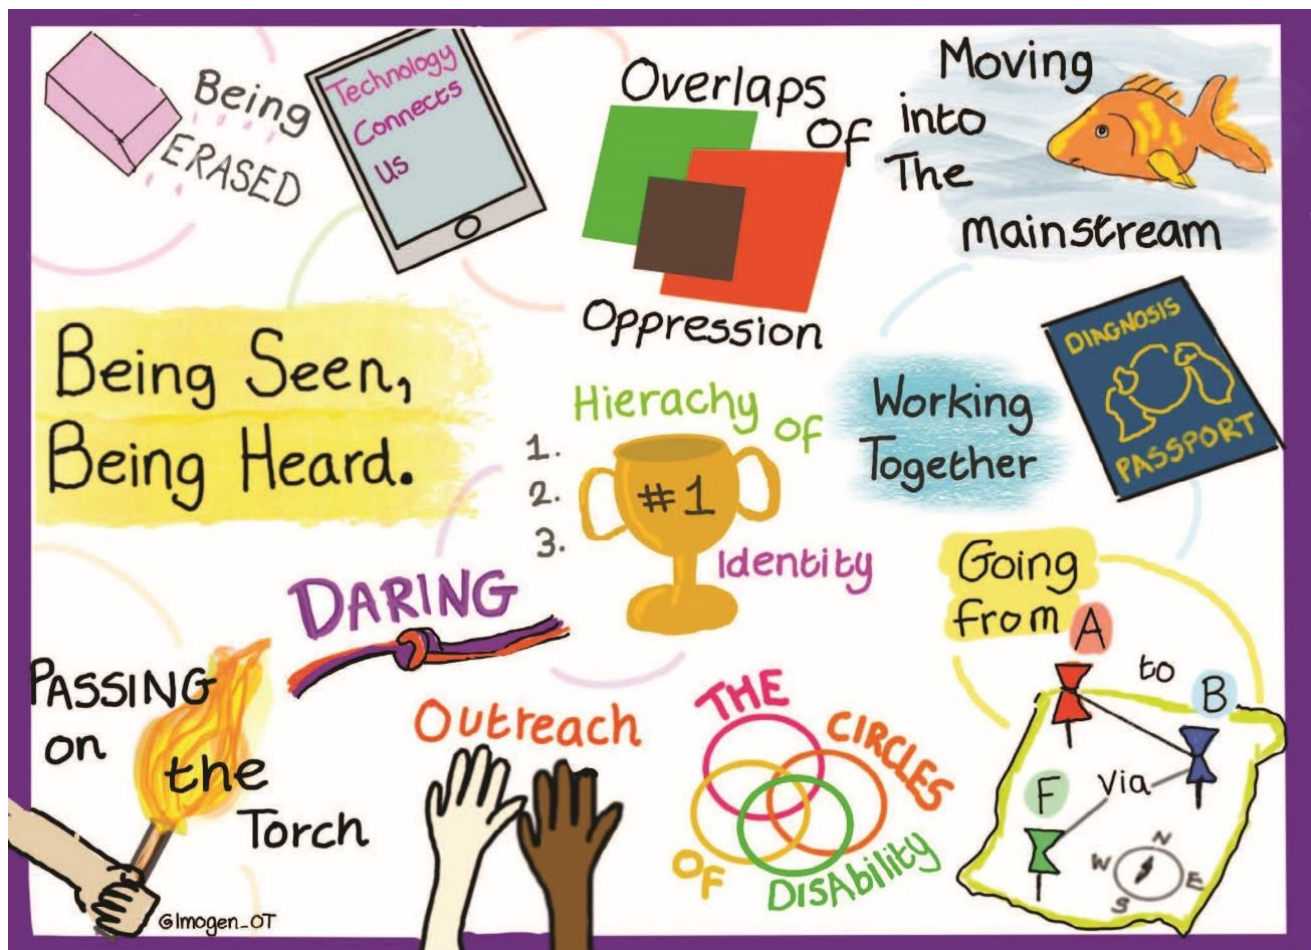 Being
ERASED
Technology
Connects
Us
Overlaps
OF
Oppression
Moving
into
The
mainstream
Being Seen,
Being Heard.
Hierachy
of
1.
2.
3.
#1
Identity
Working
Together
DIAGNOSIS
PASSPORT
DARING
Going
from A
to
B
Via
F
N
W
E
S
PASSING
on
the
Torch
Outreach
THE
CIRCLES
OF
DISAbility
@Imogen_OT